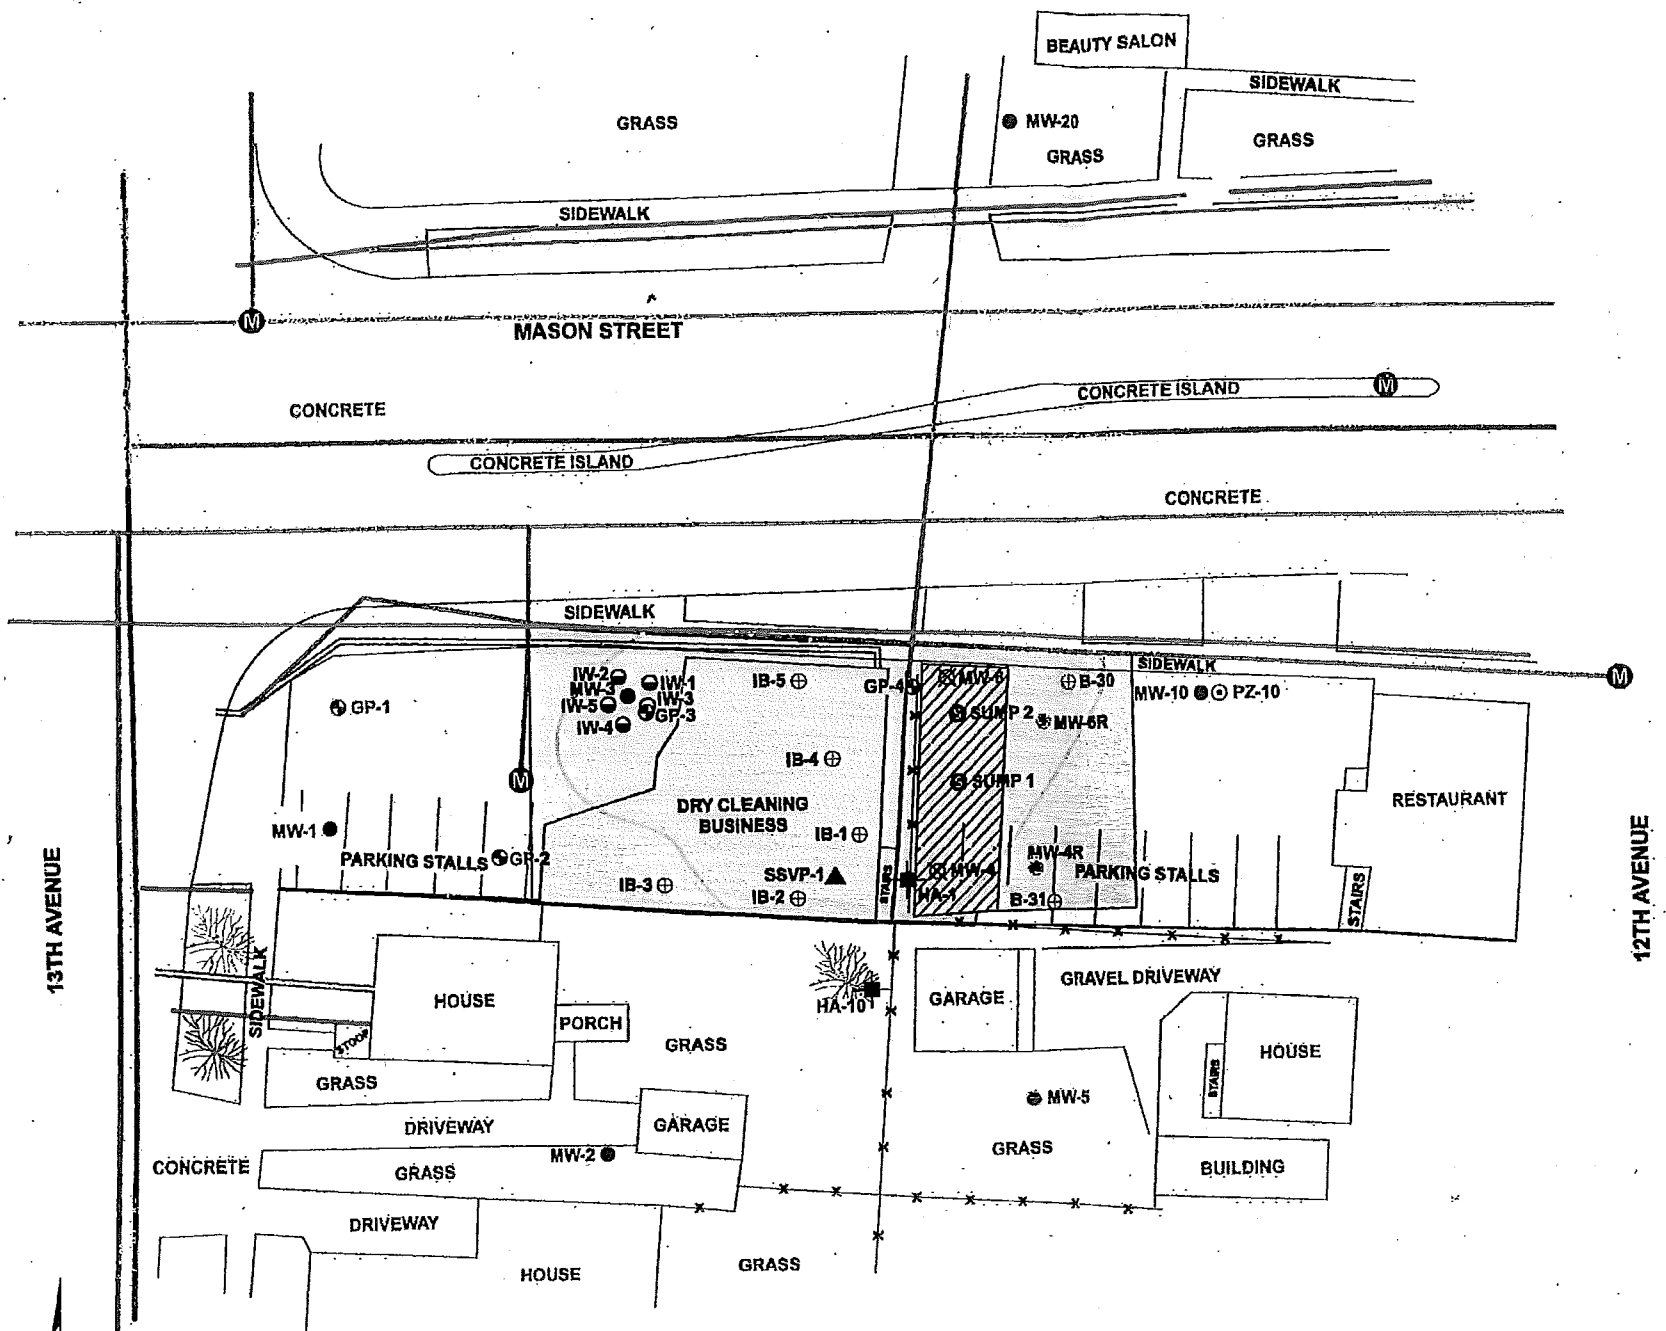 BEAUTY SALON
SIDEWALK
GRASS
MW-20
GRASS
GRASS
SIDEWALK
M
MASON STREET
CONCRETE ISLAND
M
CONCRETE
CONCRETE ISLAND
CONCRETE
SIDEWALK
SIDEWALK
M
IW-2
IW-1
MW-3
IW-3
IW-5
GP-3
IW-4
IB-5
GP-4
MW-6
B-30
MW-10
PZ-10
GP-1
SUMP 2
MW-6R
IB-4
M
SUMP 1
DRY CLEANING
BUSINESS
RESTAURANT
MW-1
IB-1
PARKING STALLS
GP-2
MW-4R
SSVP-1
MW-4
PARKING STALLS
IB-3
IB-2
STAIRS
HA-1
B-31
STAIRS
13TH AVENUE
12TH AVENUE
SIDEWALK
HOUSE
GRAVEL DRIVEWAY
GARAGE
HA-101
PORCH
STOOP
GRASS
HOUSE
STAIRS
GRASS
MW-5
DRIVEWAY
GARAGE
GRASS
MW-2
CONCRETE
GRASS
BUILDING
DRIVEWAY
HOUSE
GRASS